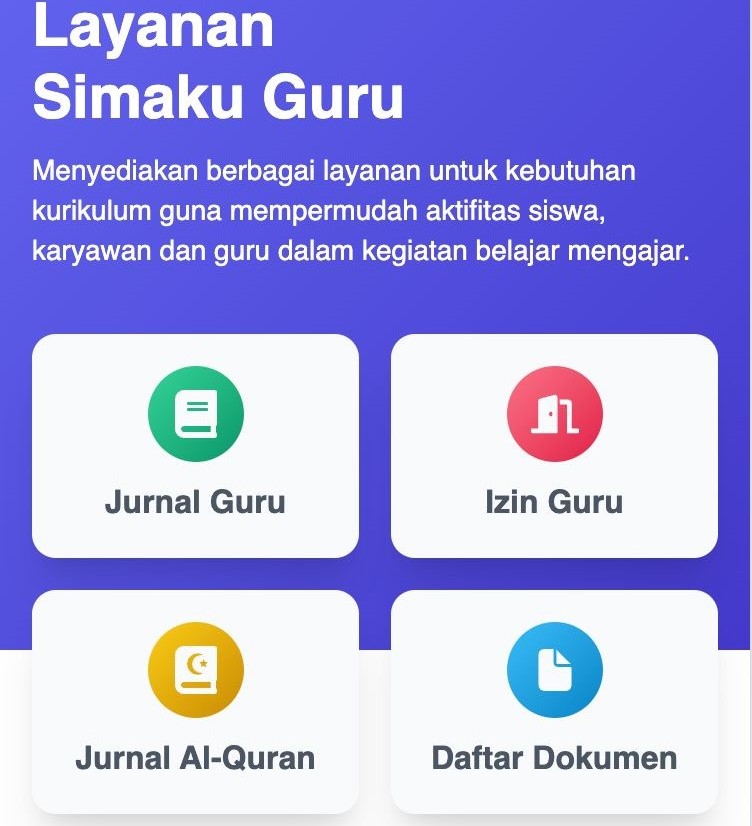 Layanan
Simaku Guru
Menyediakan berbagai layanan untuk kebutuhan
kurikulum guna mempermudah aktifitas siswa,
karyawan dan guru dalam kegiatan belajar mengajar.
Jurnal Guru
Izin Guru
Jurnal Al-Quran
Daftar Dokumen